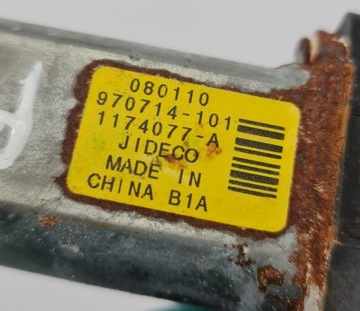 080110
970714-101
1174077-A
JIDECO
MADE IN
CHINA B1A